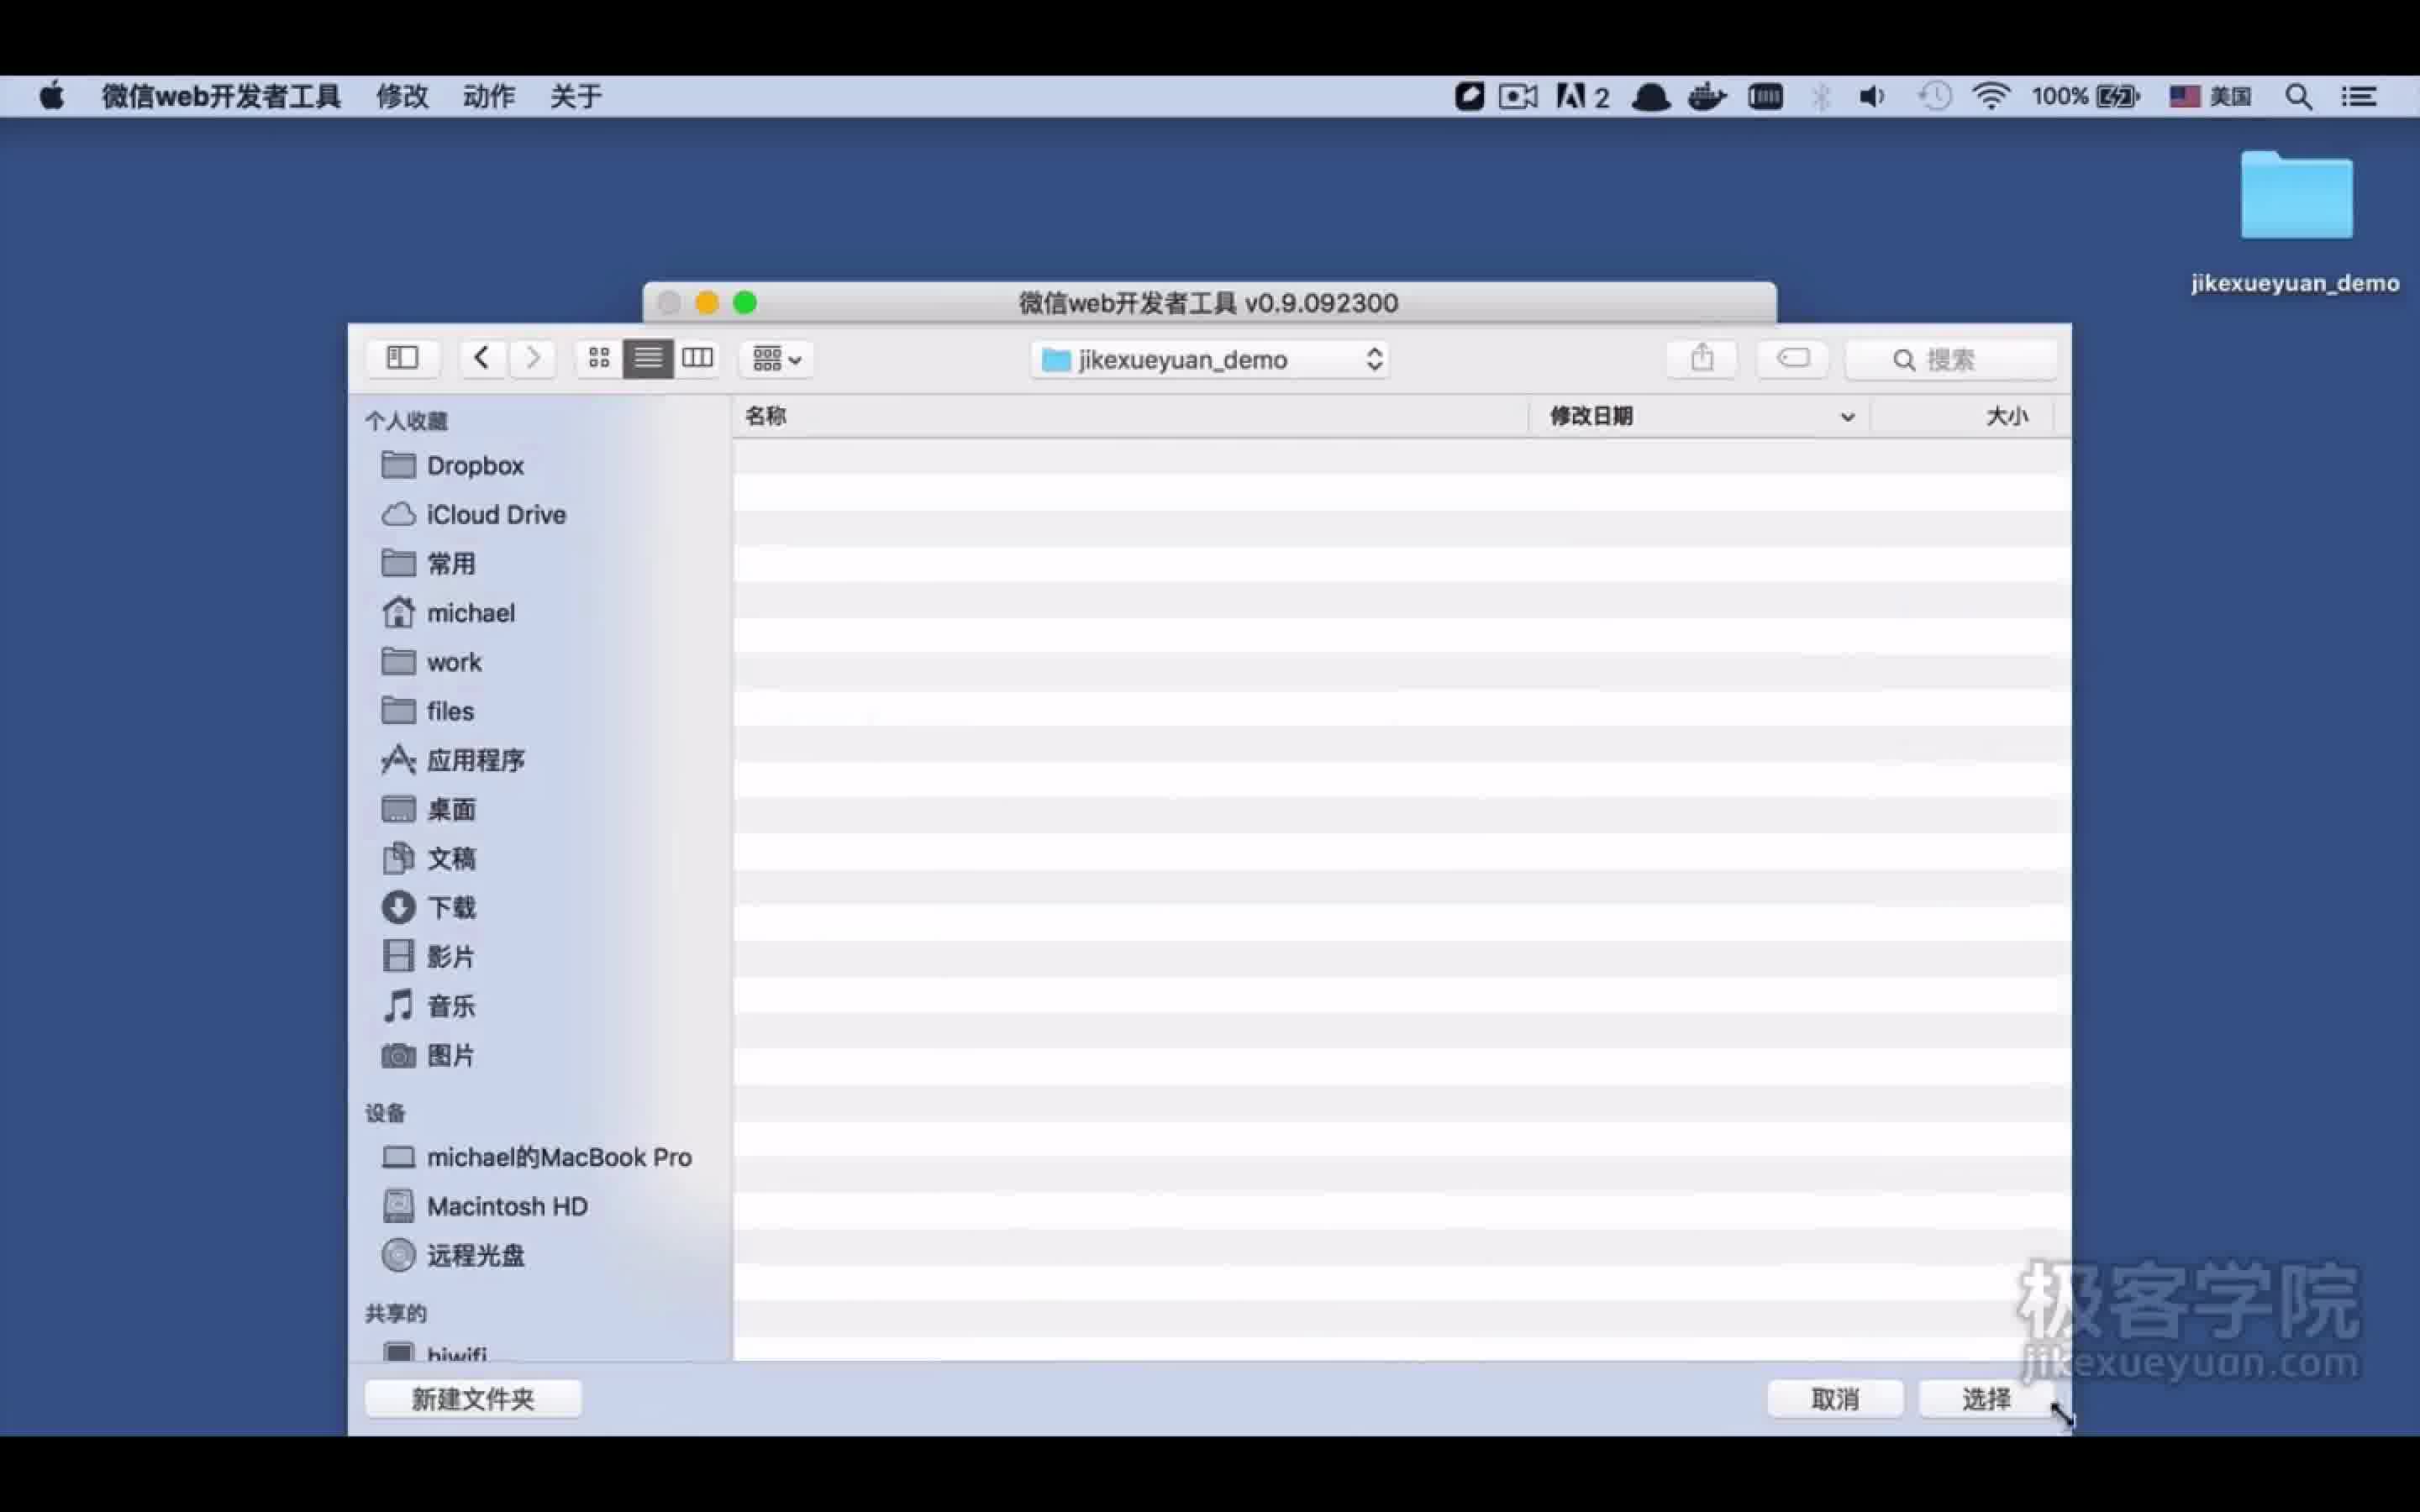 微信web开发者工具 修改 动作 关于 2 100% 美国
jikexueyuan_demo
微信web开发者工具 v0.9.092300
jikexueyuan_demo 搜索
名称 修改日期 大小
个人收藏
Dropbox
iCloud Drive
常用
michael
work
files
应用程序
桌面
文稿
下载
影片
音乐
图片
设备
michael的MacBook Pro
Macintosh HD
远程光盘
共享的
hiwifi
极客学院
jikexueyuan.com
新建文件夹 取消 选择